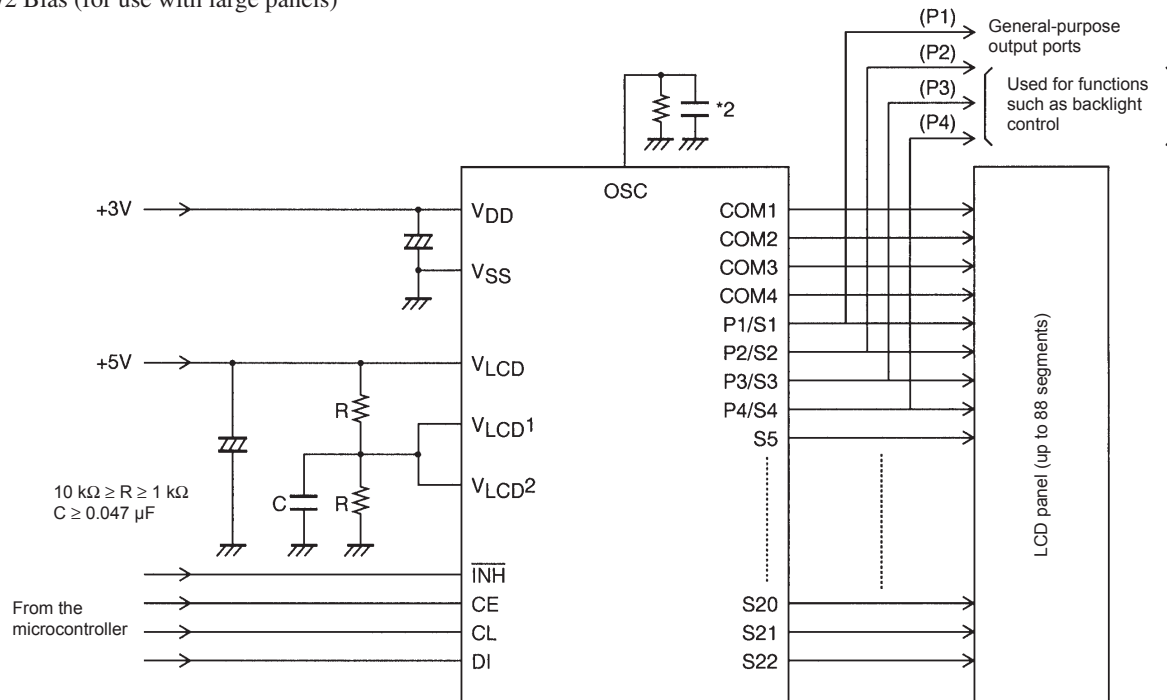 /2 Bias (for use with large panels)
(P1)
General-purpose
output ports
(P2)
(P3)
(P4)
Used for functions
such as backlight
control
*2
OSC
+3V
VDD
VSS
+5V
VLCD
VLCD1
VLCD2
R
C
R
10 kΩ ≥ R ≥ 1 kΩ
C ≥ 0.047 µF
INH
CE
CL
DI
From the
microcontroller
COM1
COM2
COM3
COM4
P1/S1
P2/S2
P3/S3
P4/S4
S5
S20
S21
S22
LCD panel (up to 88 segments)